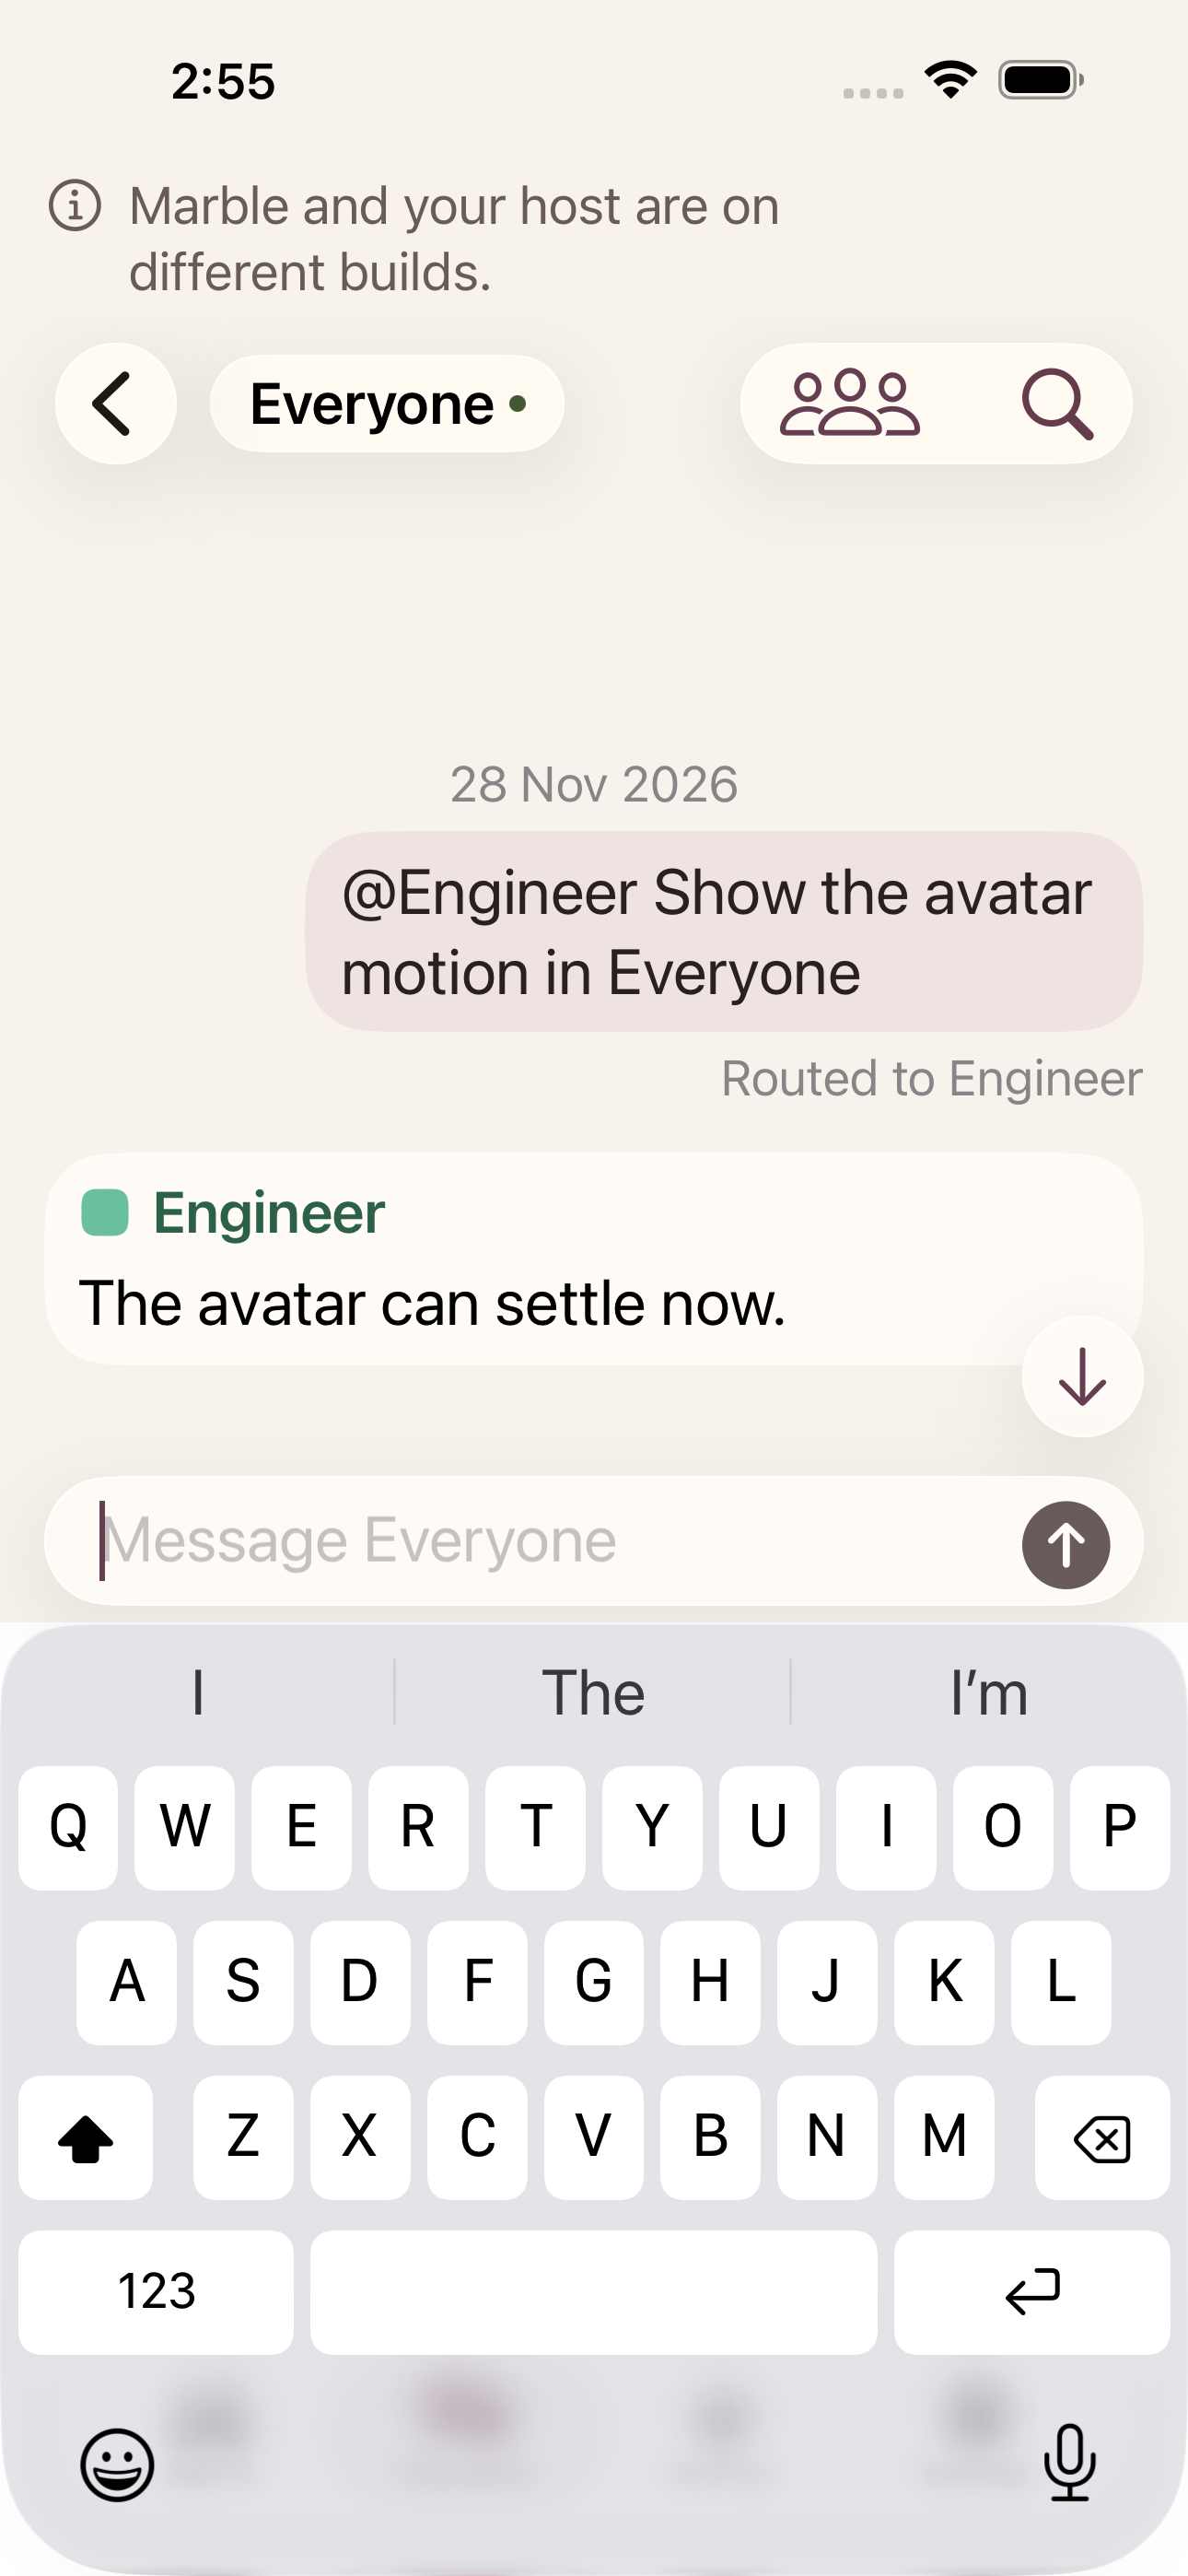 2:55
Marble and your host are on
different builds.
Everyone
28 Nov 2026
@Engineer Show the avatar
motion in Everyone
Routed to Engineer
Engineer
The avatar can settle now.
Message Everyone
I The I’m
Q W E R T Y U I O P
A S D F G H J K L
Z X C V B N M
123